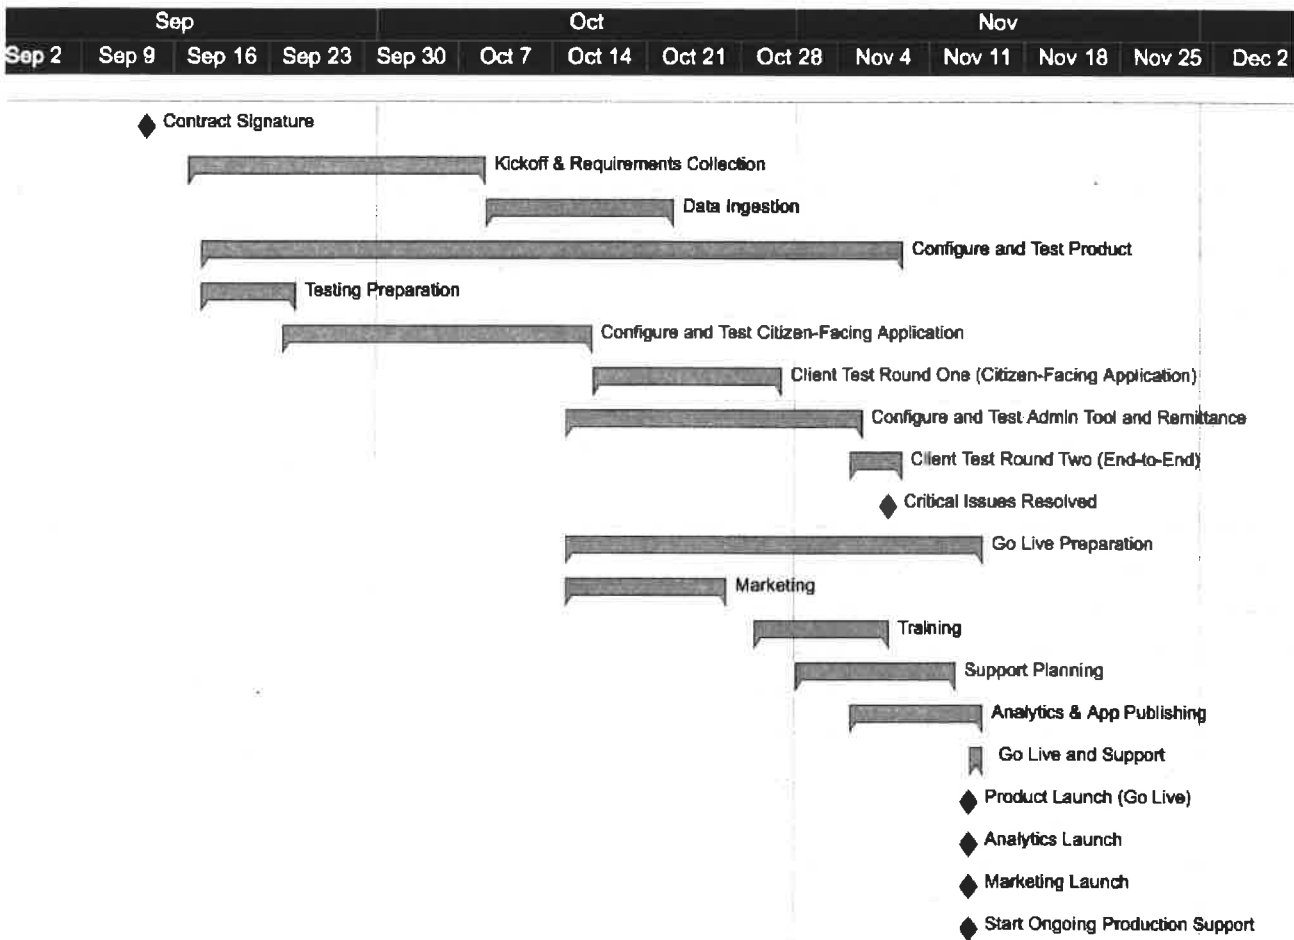 Sep Oct Nov
Sep 2 Sep 9 Sep 16 Sep 23 Sep 30 Oct 7 Oct 14 Oct 21 Oct 28 Nov 4 Nov 11 Nov 18 Nov 25 Dec 2
Contract Signature
Kickoff & Requirements Collection
Data Ingestion
Configure and Test Product
Testing Preparation
Configure and Test Citizen-Facing Application
Client Test Round One (Citizen-Facing Application)
Configure and Test Admin Tool and Remittance
Client Test Round Two (End-to-End)
Critical Issues Resolved
Go Live Preparation
Marketing
Training
Support Planning
Analytics & App Publishing
Go Live and Support
Product Launch (Go Live)
Analytics Launch
Marketing Launch
Start Ongoing Production Support